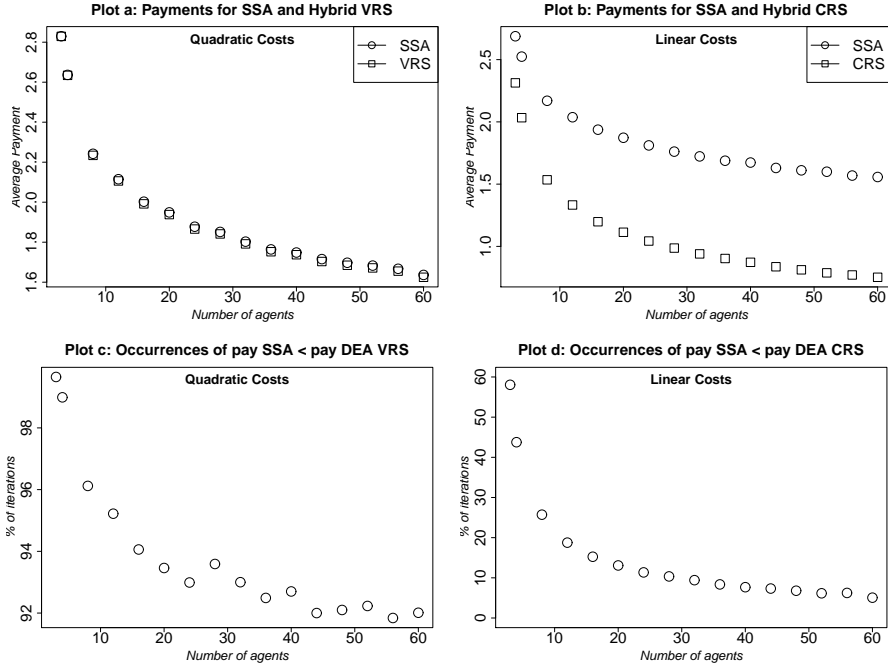 Plot a: Payments for SSA and Hybrid VRS
Quadratic Costs
SSA
VRS
Average Payment
2.8
2.6
2.4
2.2
2.0
1.8
1.6
10 20 30 40 50 60
Number of agents
Plot b: Payments for SSA and Hybrid CRS
Linear Costs
SSA
CRS
Average Payment
2.5
2.0
1.5
1.0
10 20 30 40 50 60
Number of agents
Plot c: Occurrences of pay SSA < pay DEA VRS
Quadratic Costs
% of iterations
98
96
94
92
10 20 30 40 50 60
Number of agents
Plot d: Occurrences of pay SSA < pay DEA CRS
Linear Costs
% of iterations
60
50
40
30
20
10
0
10 20 30 40 50 60
Number of agents